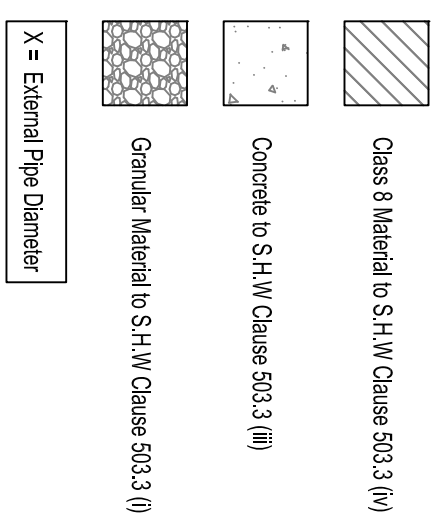 Class 8 Material to S.H.W Clause 503.3 (iv)
Concrete to S.H.W Clause 503.3 (iii)
Granular Material to S.H.W Clause 503.3 (i)
X = External Pipe Diameter